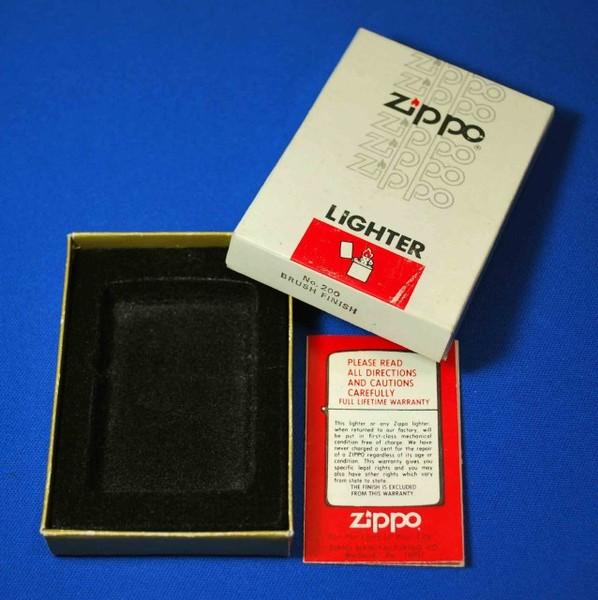 zippo
zippo
zippo
zippo
zippo
zippo
LiGHTER
No. 200
BRUSH FINISH
PLEASE READ
ALL DIRECTIONS
AND CAUTIONS
CAREFULLY
FULL LIFETIME WARRANTY
This lighter or any Zippo lighter,
when returned to our factory, will
be put in first-class mechanical
condition free of charge. We have
never charged a cent for the repair
of a ZIPPO regardless of its age or
condition. This warranty gives you
specific legal rights and you may
also have other rights which vary
from state to state.
THE FINISH IS EXCLUDED
FROM THIS WARRANTY
zippo